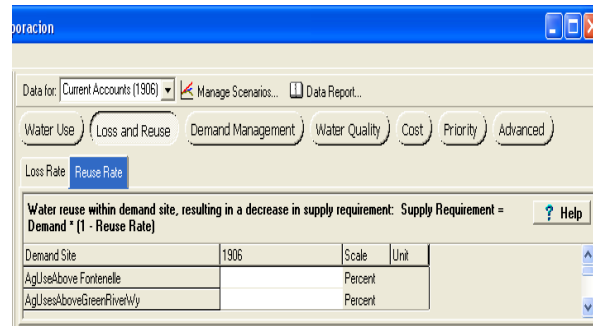 poracion
Data for: Current Accounts (1906) Manage Scenarios... Data Report...
Water Use Loss and Reuse Demand Management Water Quality Cost Priority Advanced
Loss Rate Reuse Rate
Water reuse within demand site, resulting in a decrease in supply requirement: Supply Requirement =
Demand * (1 - Reuse Rate)
? Help
Demand Site 1906 Scale Unit
AgUseAbove Fontenelle Percent
AgUsesAboveGreenRiverWy Percent